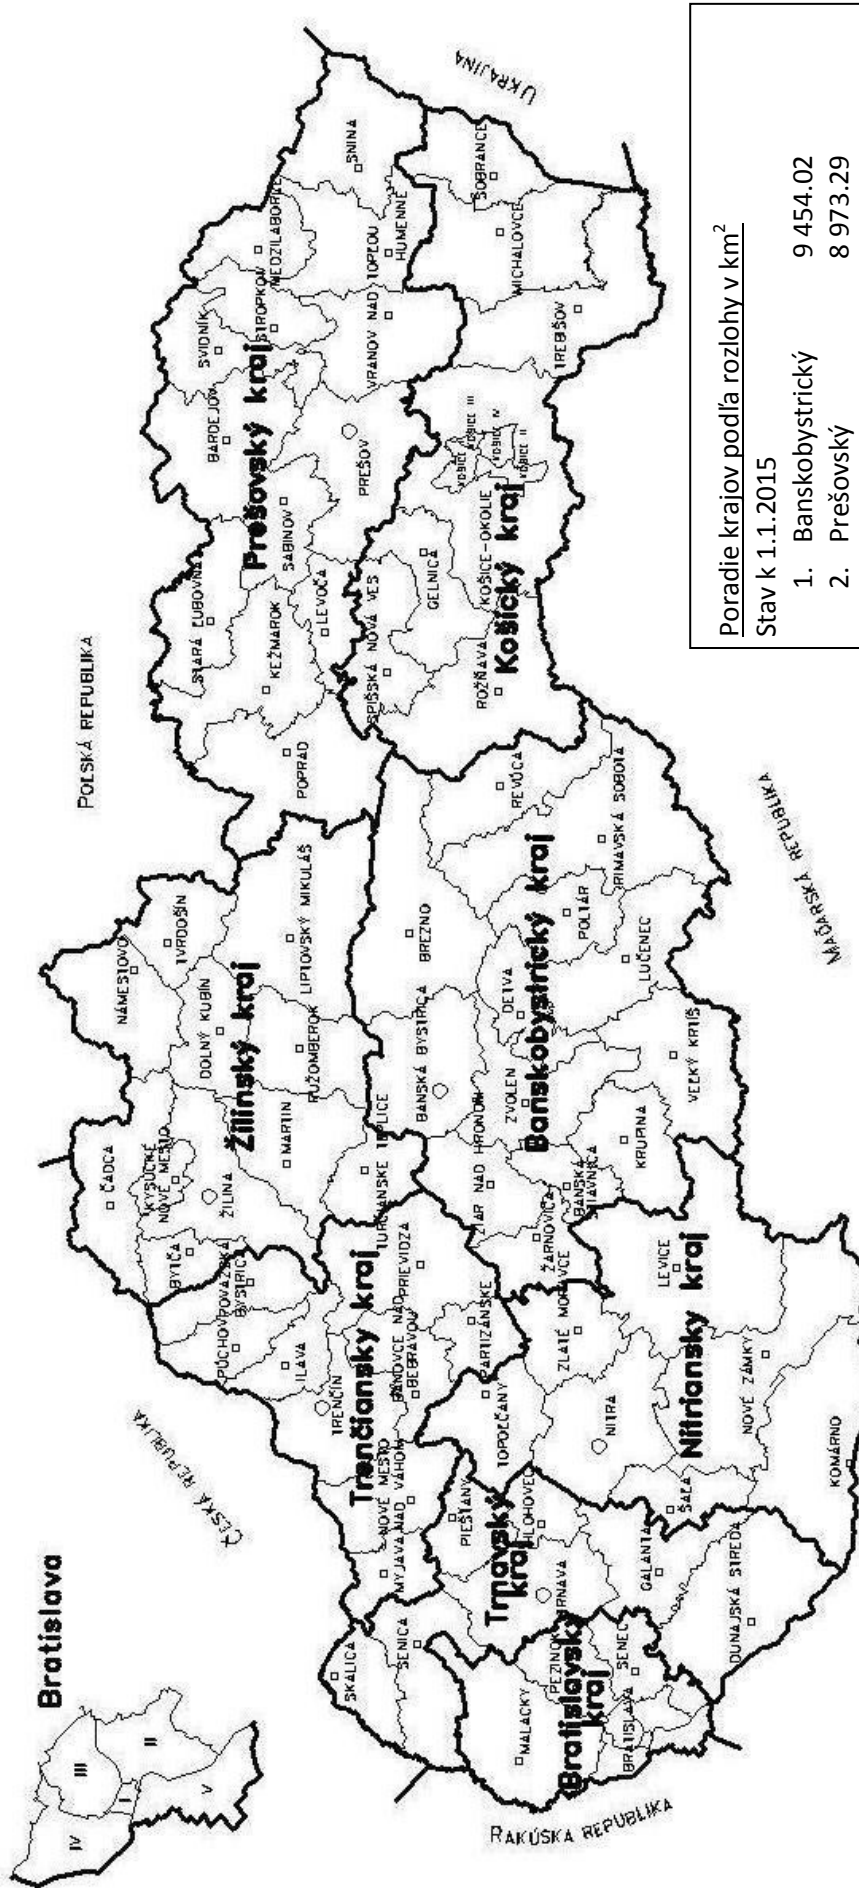 Bratislava
IV
III
I
II
V
ČESKÁ REPUBLIKA
POĽSKÁ REPUBLIKA
UKRAJINA
MAĎARSKÁ REPUBLIKA
RAKÚSKA REPUBLIKA
Bratislavský
kraj
MALACKY
PEZINOK
SENEC
BRATISLAVA
Trnavský
kraj
SKALICA
SENICA
PIEŠŤANY
HLOHOVEC
TRNAVA
GALANTA
DUNAJSKÁ STREDA
Trenčiansky kraj
MYJAVA
NOVÉ MESTO
NAD VÁHOM
TRENČÍN
ILAVA
PÚCHOV
POVAŽSKÁ
BYSTRICA
BÁNOVCE NAD
BEBRAVOU
PRIEVIDZA
PARTIZÁNSKE
Nitriansky kraj
TOPOĽČANY
ZLATÉ MORAVCE
NITRA
LEVICE
ŠAĽA
NOVÉ ZÁMKY
KOMÁRNO
Žilinský kraj
ČADCA
KYSUCKÉ
NOVÉ MESTO
BYTČA
ŽILINA
MARTIN
TURČIANSKE TEPLICE
NÁMESTOVO
TVRDOŠÍN
DOLNÝ KUBÍN
RUŽOMBEROK
LIPTOVSKÝ MIKULÁŠ
Banskobystrický kraj
BANSKÁ BYSTRICA
BREZNO
ŽIAR NAD HRONOM
ZVOLEN
DETVA
ŽARNOVICA
BANSKÁ
ŠTIAVNICA
KRUPINA
VEĽKÝ KRTÍŠ
LUČENEC
POLTÁR
RIMAVSKÁ SOBOTA
REVÚCA
Prešovský kraj
POPRAD
KEŽMAROK
STARÁ ĽUBOVŇA
LEVOČA
SABINOV
PREŠOV
BARDEJOV
SVIDNÍK
STROPKOV
MEDZILABORCE
VRANOV NAD TOPĽOU
HUMENNÉ
SNINA
Košický kraj
SPIŠSKÁ NOVÁ VES
GELNICA
ROŽŇAVA
KOŠICE-OKOLIE
KOŠICE III
KOŠICE IV
KOŠICE II
TREBIŠOV
MICHALOVCE
SOBRANCE
Poradie krajov podľa rozlohy v km²
Stav k 1.1.2015
1. Banskobystrický 9 454.02
2. Prešovský 8 973.29